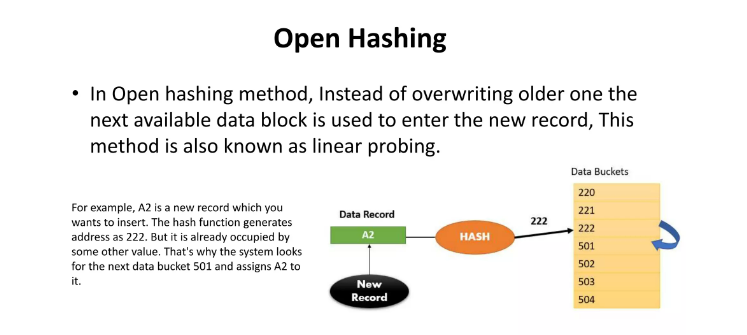 Open Hashing
• In Open hashing method, Instead of overwriting older one the
next available data block is used to enter the new record, This
method is also known as linear probing.
For example, A2 is a new record which you
wants to insert. The hash function generates
address as 222. But it is already occupied by
some other value. That's why the system looks
for the next data bucket 501 and assigns A2 to
it.
Data Record
A2
New
Record
HASH
222
Data Buckets
220
221
222
501
502
503
504